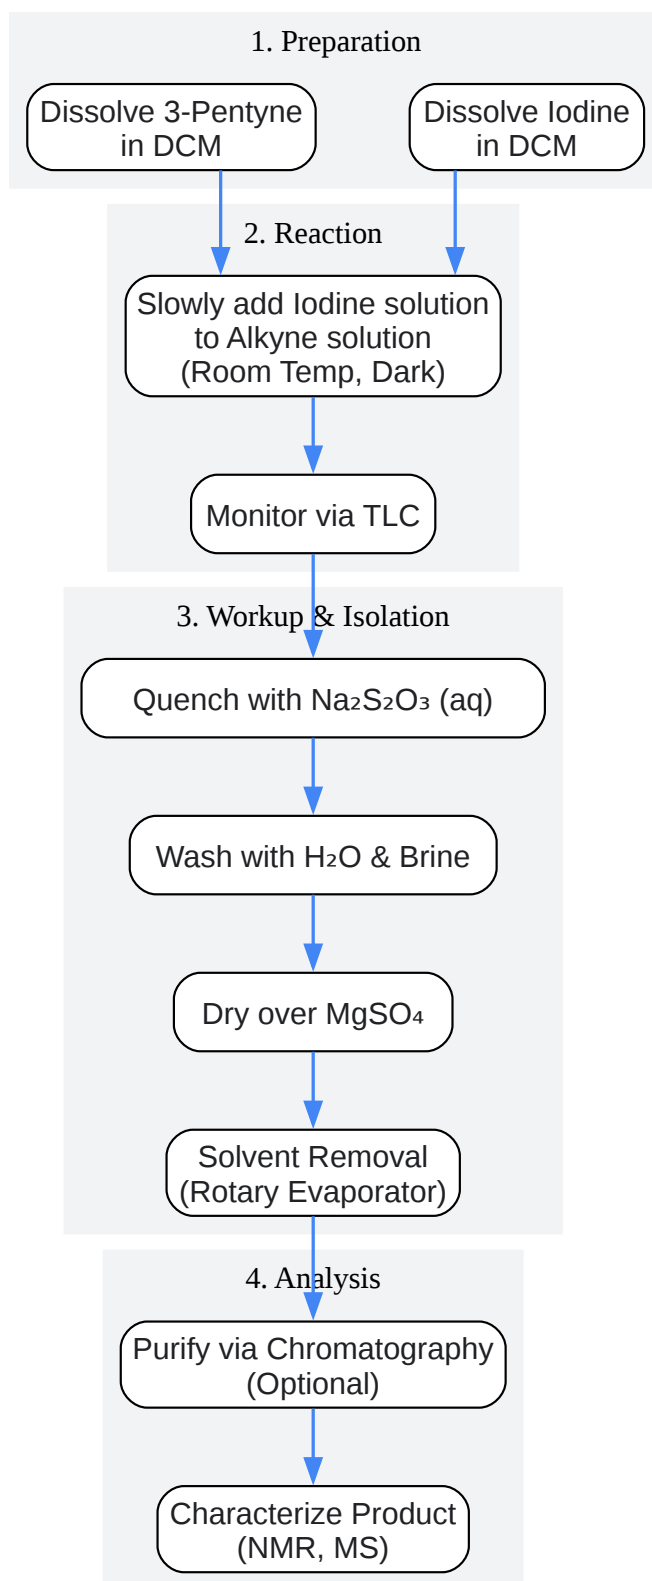 1. Preparation
Dissolve 3-Pentyne
in DCM
Dissolve Iodine
in DCM
2. Reaction
Slowly add Iodine solution
to Alkyne solution
(Room Temp, Dark)
Monitor via TLC
3. Workup & Isolation
Quench with Na₂S₂O₃ (aq)
Wash with H₂O & Brine
Dry over MgSO₄
Solvent Removal
(Rotary Evaporator)
4. Analysis
Purify via Chromatography
(Optional)
Characterize Product
(NMR, MS)